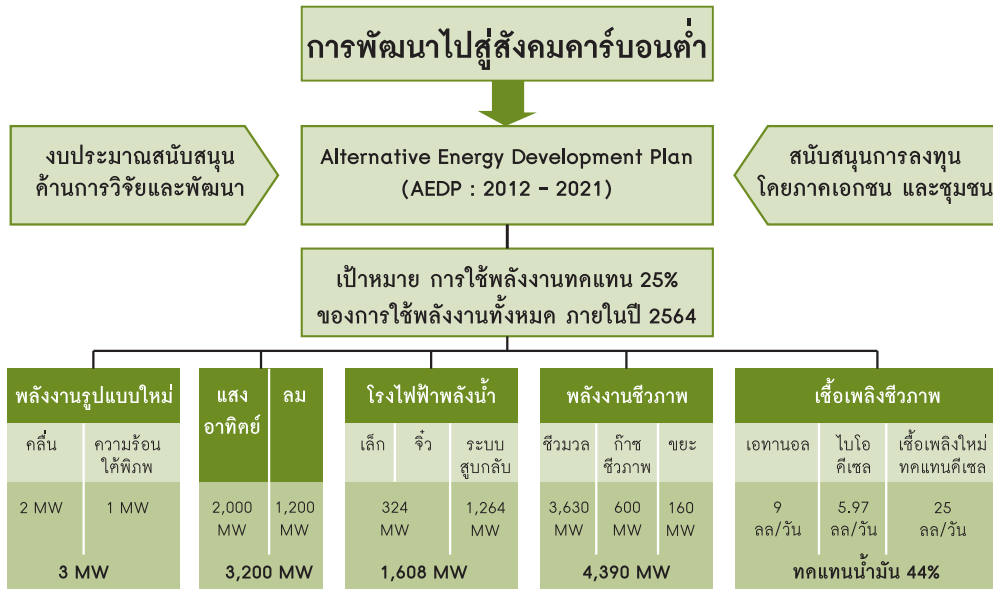 การพัฒนาไปสู่สังคมคาร์บอนต่ำ
งบประมาณสนับสนุน
ด้านการวิจัยและพัฒนา
Alternative Energy Development Plan
(AEDP : 2012 – 2021)
สนับสนุนการลงทุน
โดยภาคเอกชน และชุมชน
เป้าหมาย การใช้พลังงานทดแทน 25%
ของการใช้พลังงานทั้งหมด ภายในปี 2564
พลังงานรูปแบบใหม่
คลื่น
ความร้อน
ใต้พิภพ
2 MW
1 MW
3 MW
แสง
อาทิตย์
ลม
2,000
MW
1,200
MW
3,200 MW
โรงไฟฟ้าพลังน้ำ
เล็ก
จิ๋ว
ระบบ
สูบกลับ
324
MW
1,264
MW
1,608 MW
พลังงานชีวภาพ
ชีวมวล
ก๊าซ
ชีวภาพ
ขยะ
3,630
MW
600
MW
160
MW
4,390 MW
เชื้อเพลิงชีวภาพ
เอทานอล
ไบโอ
ดีเซล
เชื้อเพลิงใหม่
ทดแทนดีเซล
9
ลล/วัน
5.97
ลล/วัน
25
ลล/วัน
ทดแทนน้ำมัน 44%